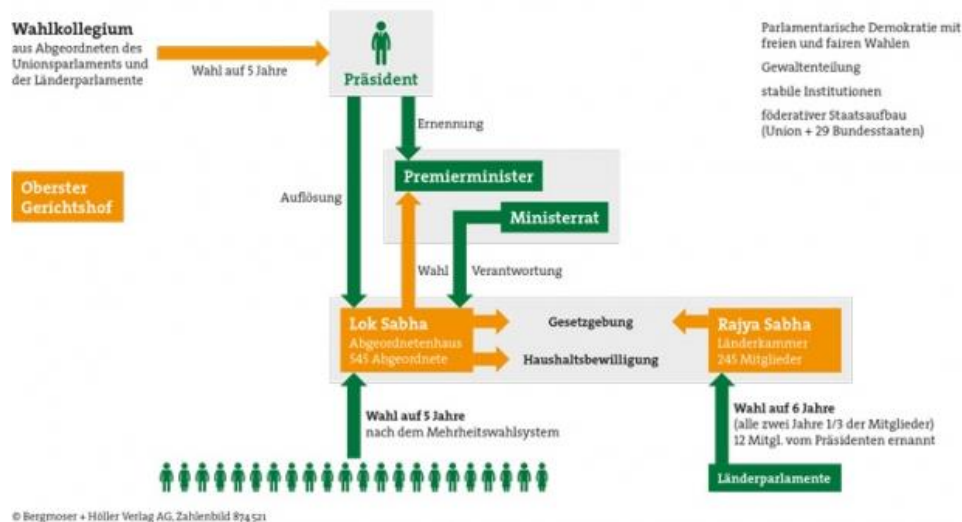 Wahlkollegium
aus Abgeordneten des
Unionsparlaments und
der Länderparlamente
Wahl auf 5 Jahre
Präsident
Parlamentarische Demokratie mit
freien und fairen Wahlen
Gewaltenteilung
stabile Institutionen
föderativer Staatsaufbau
(Union + 29 Bundesstaaten)
Ernennung
Oberster
Gerichtshof
Auflösung
Premierminister
Ministerrat
Wahl
Verantwortung
Lok Sabha
Abgeordnetenhaus
545 Abgeordnete
Gesetzgebung
Haushaltsbewilligung
Rajya Sabha
Länderkammer
245 Mitglieder
Wahl auf 5 Jahre
nach dem Mehrheitswahlsystem
Wahl auf 6 Jahre
(alle zwei Jahre 1/3 der Mitglieder)
12 Mitgl. vom Präsidenten ernannt
Länderparlamente
© Bergmoser + Höller Verlag AG, Zahlenbild 874521